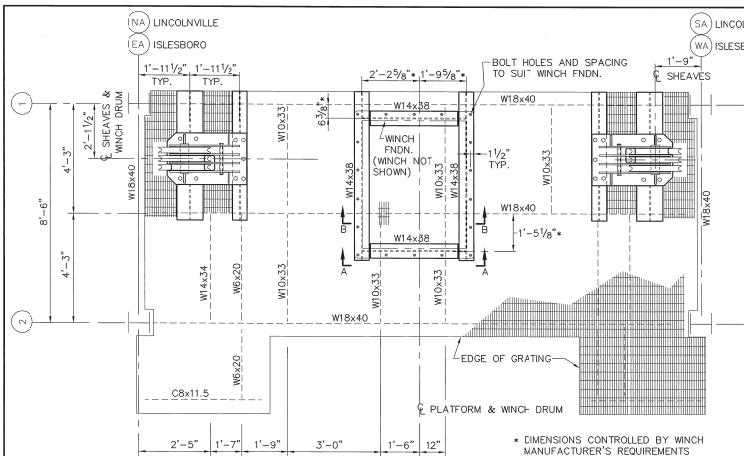 NA LINCOLNVILLE
EA ISLESBORO
SA LINCOL
WA ISLESB
1'-11½" 1'-11½"
TYP. TYP.
2'-2⅝"* 1'-9⅝"*
BOLT HOLES AND SPACING
TO SUIT WINCH FNDN.
1'-9"
℄ SHEAVES
1
2'-1½"
℄ SHEAVES &
WINCH DRUM
4'-3"
8'-6"
4'-3"
2
W18x40
W10x33
6⅜"*
W14x38
W14x38
WINCH
FNDN.
(WINCH NOT
SHOWN)
W10x33
W14x38
1½"
TYP.
W18x40
W10x33
W18x40
W18x40
B
B
A
A
1'-5⅛"*
W14x38
W14x34
W6x20
W10x33
W10x33
W10x33
W18x40
W6x20
C8x11.5
EDGE OF GRATING
℄ PLATFORM & WINCH DRUM
2'-5" 1'-7" 1'-9" 3'-0" 1'-6" 12"
* DIMENSIONS CONTROLLED BY WINCH
MANUFACTURER'S REQUIREMENTS